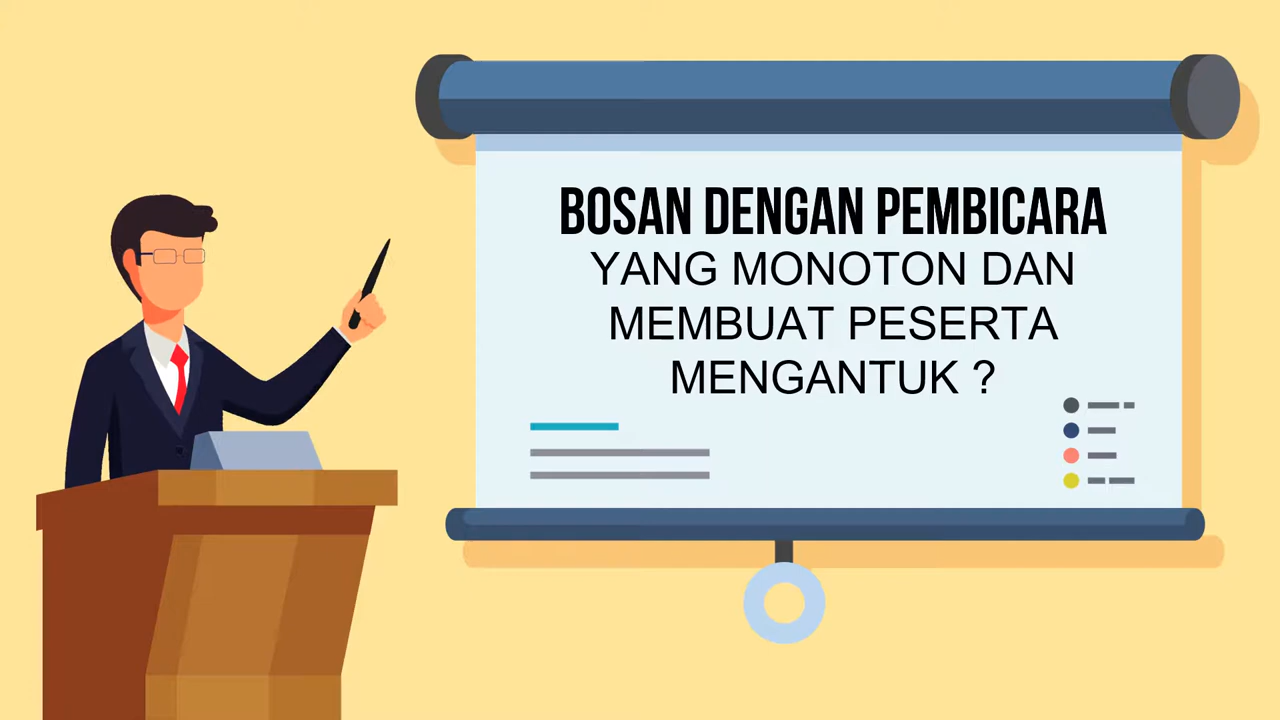 BOSAN DENGAN PEMBICARA
YANG MONOTON DAN
MEMBUAT PESERTA
MENGANTUK ?